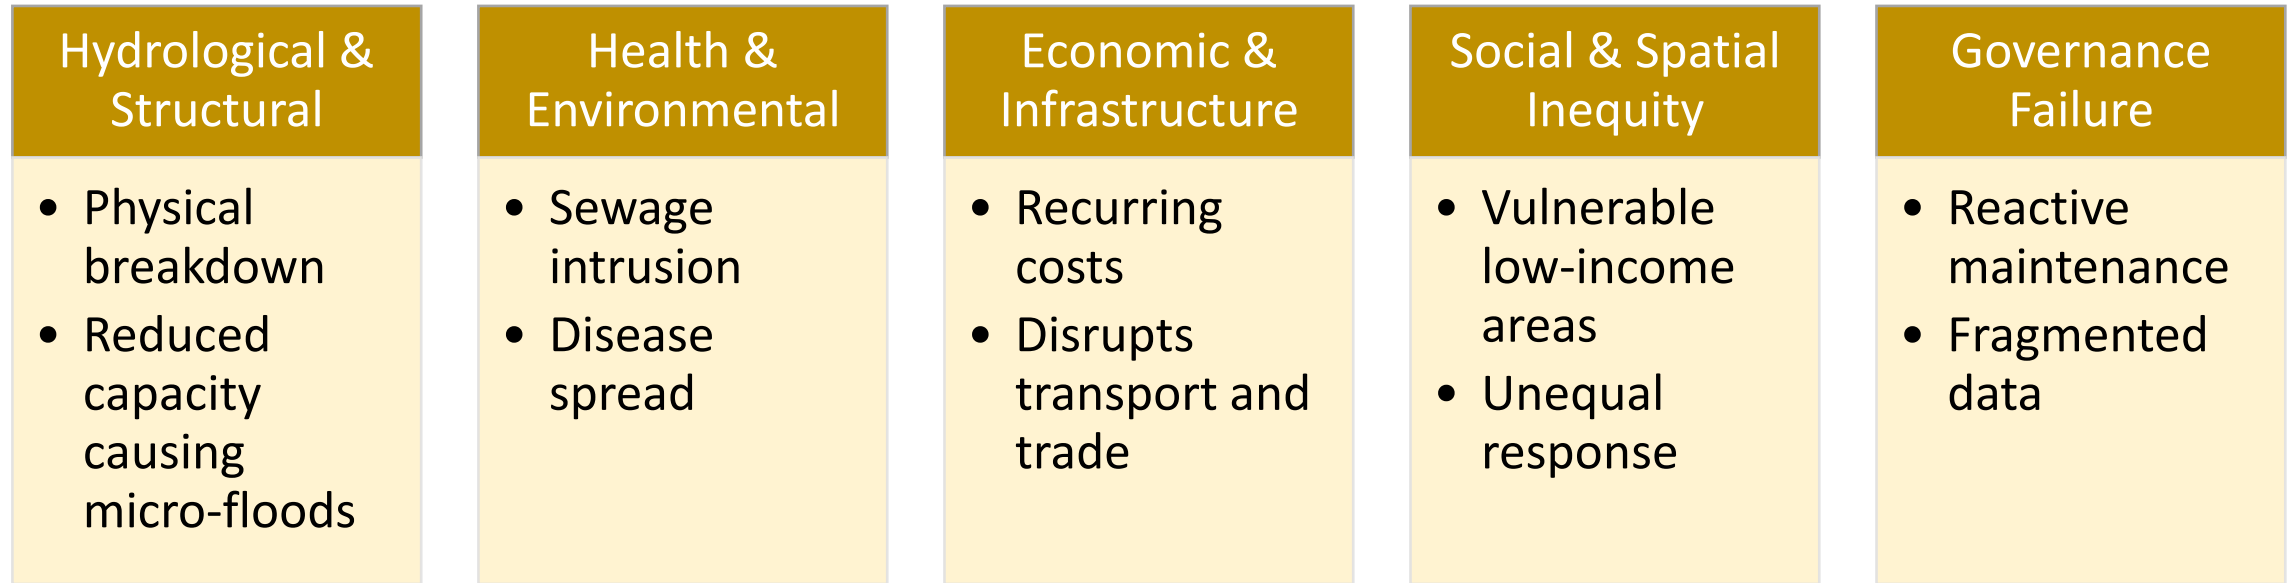 Hydrological &
Structural
• Physical
breakdown
• Reduced
capacity
causing
micro-floods
Health &
Environmental
• Sewage
intrusion
• Disease
spread
Economic &
Infrastructure
• Recurring
costs
• Disrupts
transport and
trade
Social & Spatial
Inequity
• Vulnerable
low-income
areas
• Unequal
response
Governance
Failure
• Reactive
maintenance
• Fragmented
data